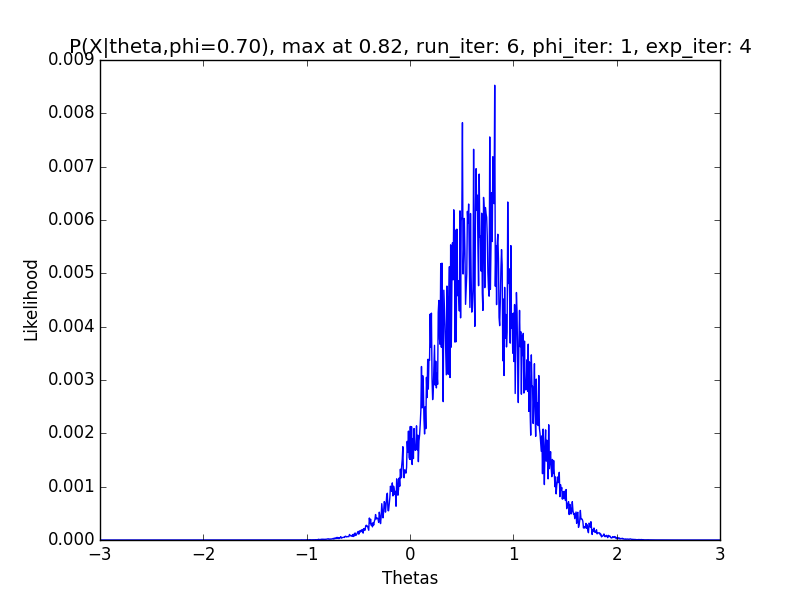 P(X|theta,phi=0.70), max at 0.82, run_iter: 6, phi_iter: 1, exp_iter: 4
0.009
0.008
0.007
0.006
0.005
0.004
0.003
0.002
0.001
0.000
Likelihood
−3 −2 −1 0 1 2 3
Thetas